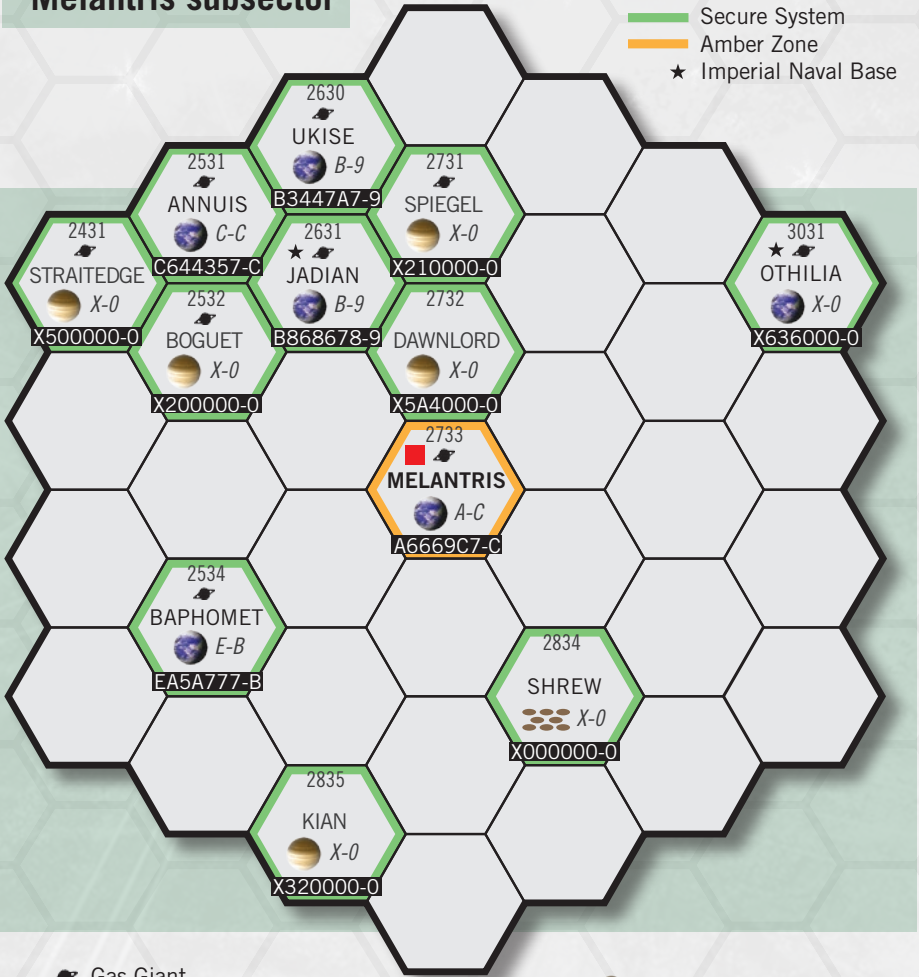 Melantris subsector
Secure System
Amber Zone
Imperial Naval Base
2630
UKISE
B-9
B3447A7-9
2531
ANNUIS
C-C
C644357-C
2731
SPIEGEL
X-0
X210000-0
2431
STRAITEDGE
X-0
X500000-0
2631
JADIAN
B-9
B868678-9
3031
OTHILIA
X-0
X636000-0
2532
BOGUET
X-0
X200000-0
2732
DAWNLORD
X-0
X5A4000-0
2733
MELANTRIS
A-C
A6669C7-C
2534
BAPHOMET
E-B
EA5A777-B
2834
SHREW
X-0
X000000-0
2835
KIAN
X-0
X320000-0
Gas Giant